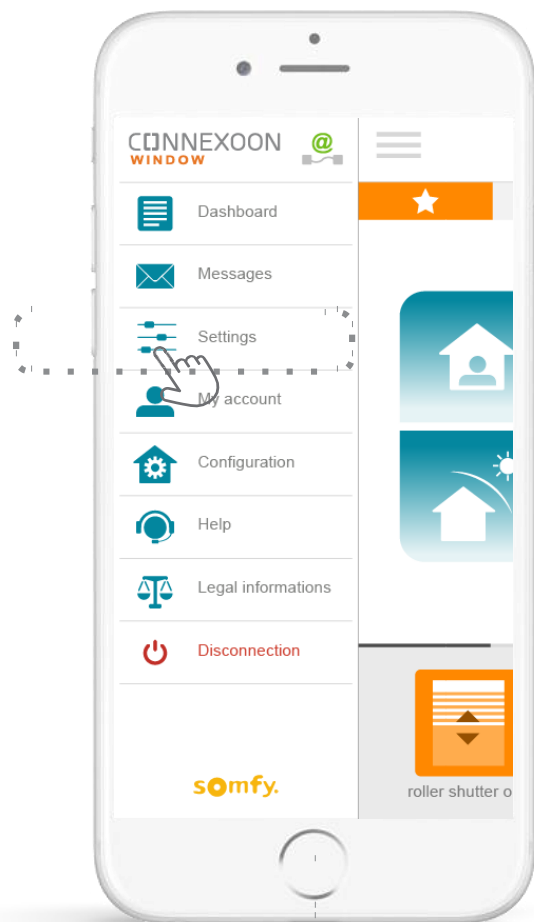 CONNEXOON
WINDOW
@
Dashboard
Messages
Settings
My account
Configuration
Help
Legal informations
Disconnection
somfy.
roller shutter o